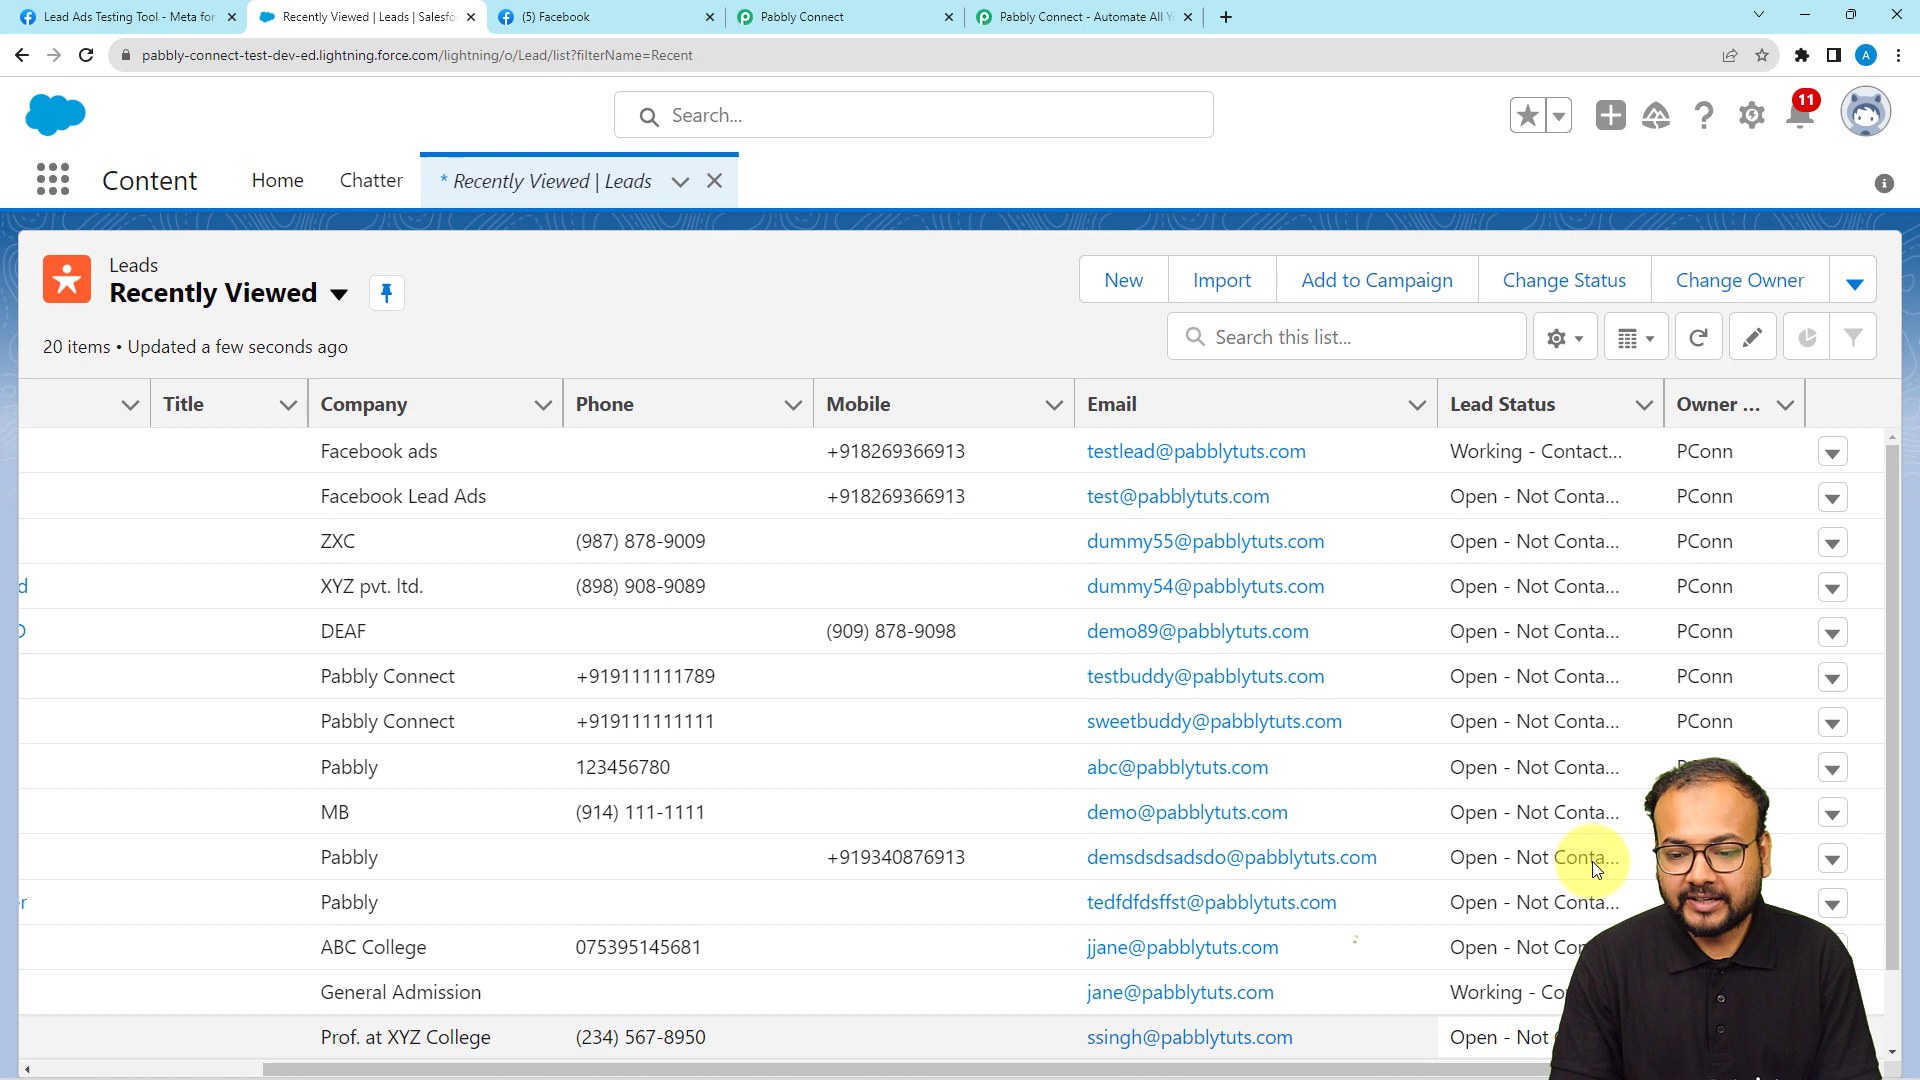 Lead Ads Testing Tool - Meta for
Recently Viewed | Leads | Salesfo
(5) Facebook
Pabbly Connect
Pabbly Connect - Automate All Y
pabbly-connect-test-dev-ed.lightning.force.com/lightning/o/Lead/list?filterName=Recent
A
Search...
11
Content
Home
Chatter
* Recently Viewed | Leads
Leads
Recently Viewed
New
Import
Add to Campaign
Change Status
Change Owner
20 items • Updated a few seconds ago
Search this list...
Title Company Phone Mobile Email Lead Status Owner ...
Facebook ads +918269366913 testlead@pabblytuts.com Working - Contact... PConn
Facebook Lead Ads +918269366913 test@pabblytuts.com Open - Not Conta... PConn
ZXC (987) 878-9009 dummy55@pabblytuts.com Open - Not Conta... PConn
d XYZ pvt. ltd. (898) 908-9089 dummy54@pabblytuts.com Open - Not Conta... PConn
DEAF (909) 878-9098 demo89@pabblytuts.com Open - Not Conta... PConn
Pabbly Connect +919111111789 testbuddy@pabblytuts.com Open - Not Conta... PConn
Pabbly Connect +919111111111 sweetbuddy@pabblytuts.com Open - Not Conta... PConn
Pabbly 123456780 abc@pabblytuts.com Open - Not Conta...
MB (914) 111-1111 demo@pabblytuts.com Open - Not Conta...
Pabbly +919340876913 demsdsdsadsdo@pabblytuts.com Open - Not Conta...
r Pabbly tedfdfdsffst@pabblytuts.com Open - Not Conta...
ABC College 075395145681 jjane@pabblytuts.com Open - Not
General Admission jane@pabblytuts.com Working -
Prof. at XYZ College (234) 567-8950 ssingh@pabblytuts.com Open - Not